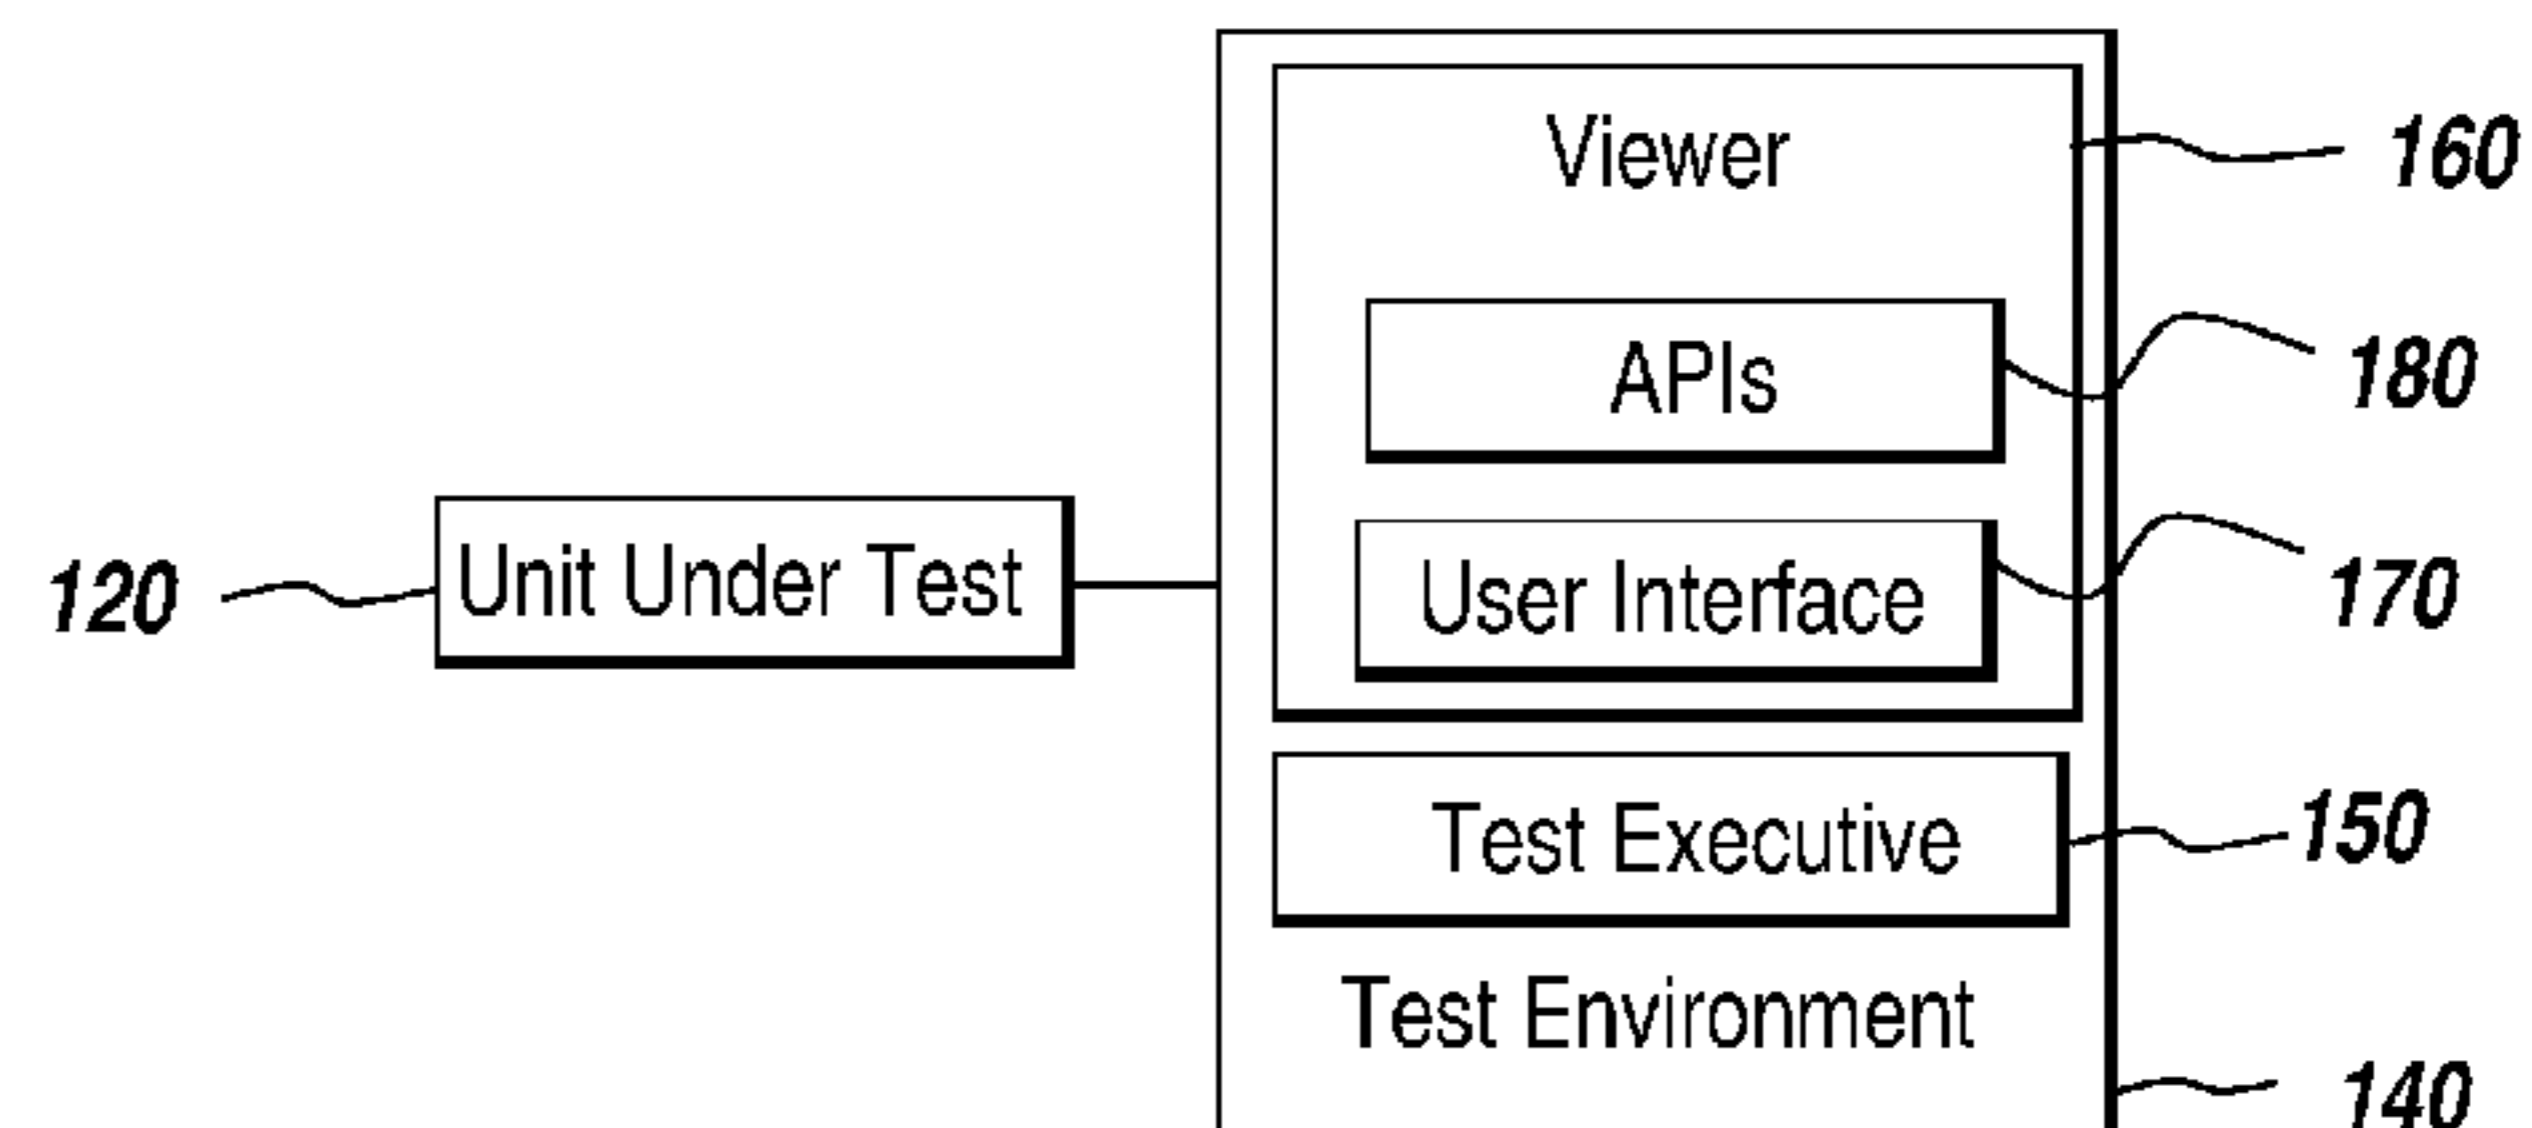 Viewer
160
APIs
180
Unit Under Test
120
User Interface
170
Test Executive
150
Test Environment
140